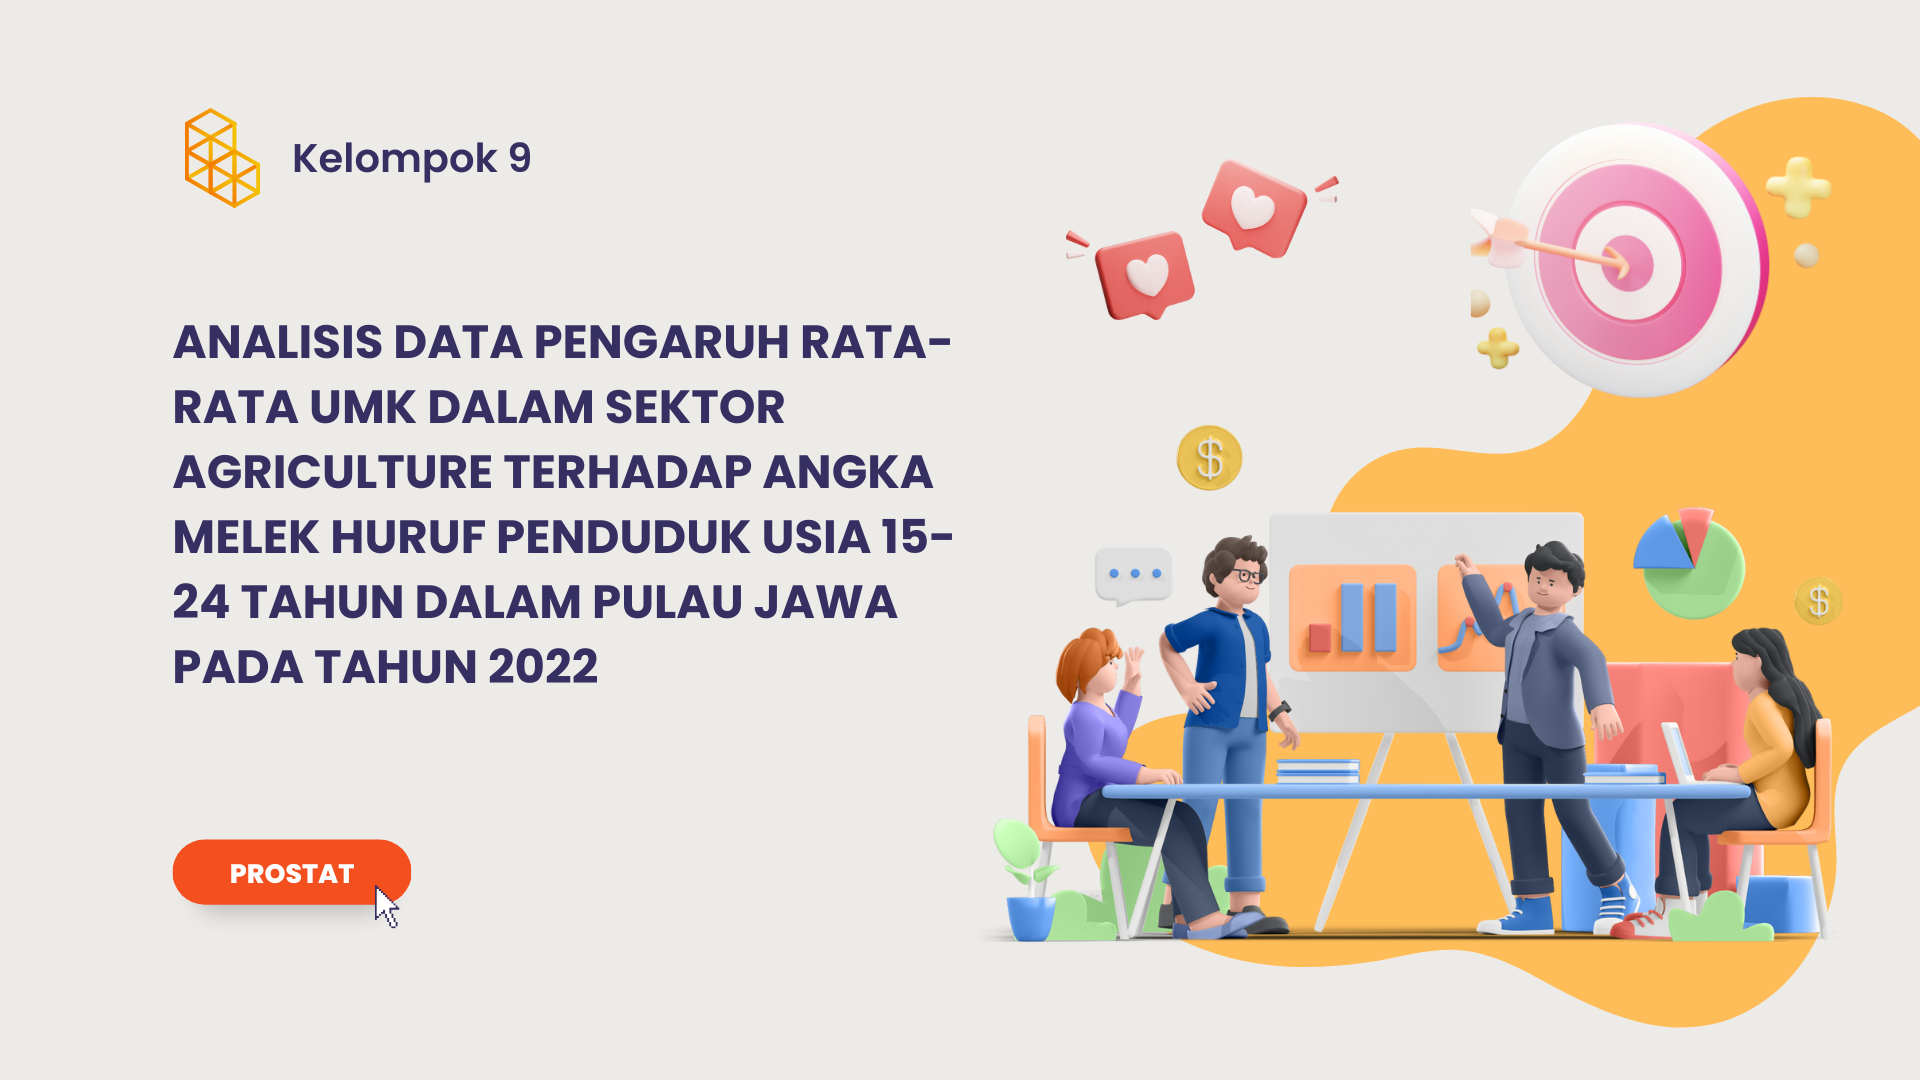 Kelompok 9
ANALISIS DATA PENGARUH RATA-
RATA UMK DALAM SEKTOR
AGRICULTURE TERHADAP ANGKA
MELEK HURUF PENDUDUK USIA 15-
24 TAHUN DALAM PULAU JAWA
PADA TAHUN 2022
PROSTAT